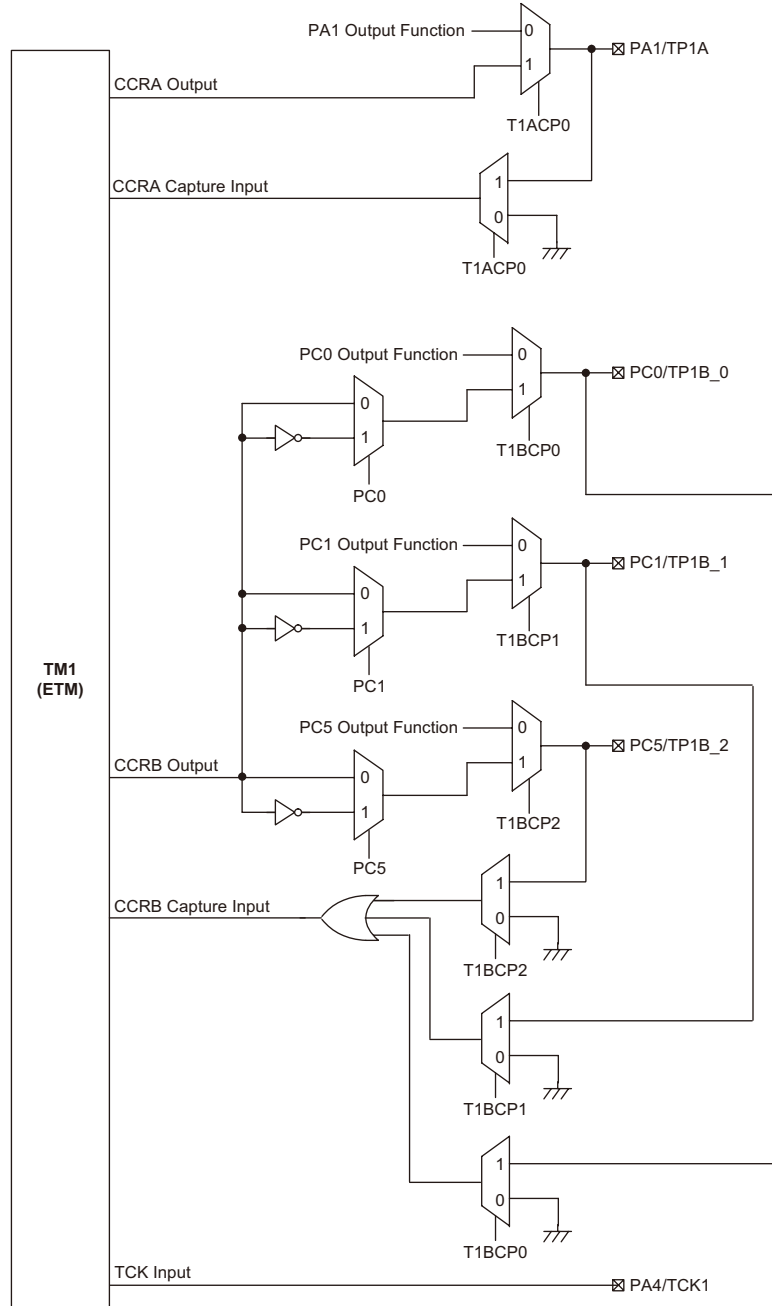 PA1 Output Function
0
PA1/TP1A
1
CCRA Output
T1ACP0
1
CCRA Capture Input
0
T1ACP0
PC0 Output Function
0
PC0/TP1B_0
1
0
1
T1BCP0
PC0
PC1 Output Function
0
PC1/TP1B_1
1
0
1
T1BCP1
TM1
(ETM)
PC1
PC5 Output Function
0
PC5/TP1B_2
1
CCRB Output
0
1
T1BCP2
PC5
1
CCRB Capture Input
0
T1BCP2
1
0
T1BCP1
1
0
T1BCP0
TCK Input
PA4/TCK1